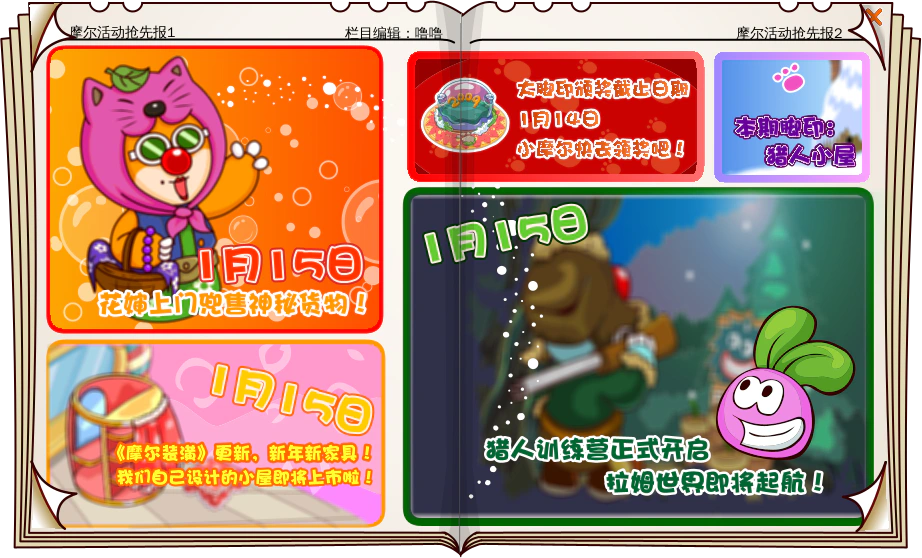 摩尔活动抢先报1
栏目编辑：噜噜
1月15日
花婶上门兜售神秘货物！
1月15日
《摩尔装潢》更新、新年新家具！
我们自己设计的小屋即将上市啦！
摩尔活动抢先报2
大脚印颁奖截止日期
1月14日
小摩尔快去领奖吧！
本期脚印：
猎人小屋
1月15日
猎人训练营正式开启
拉姆世界即将起航！